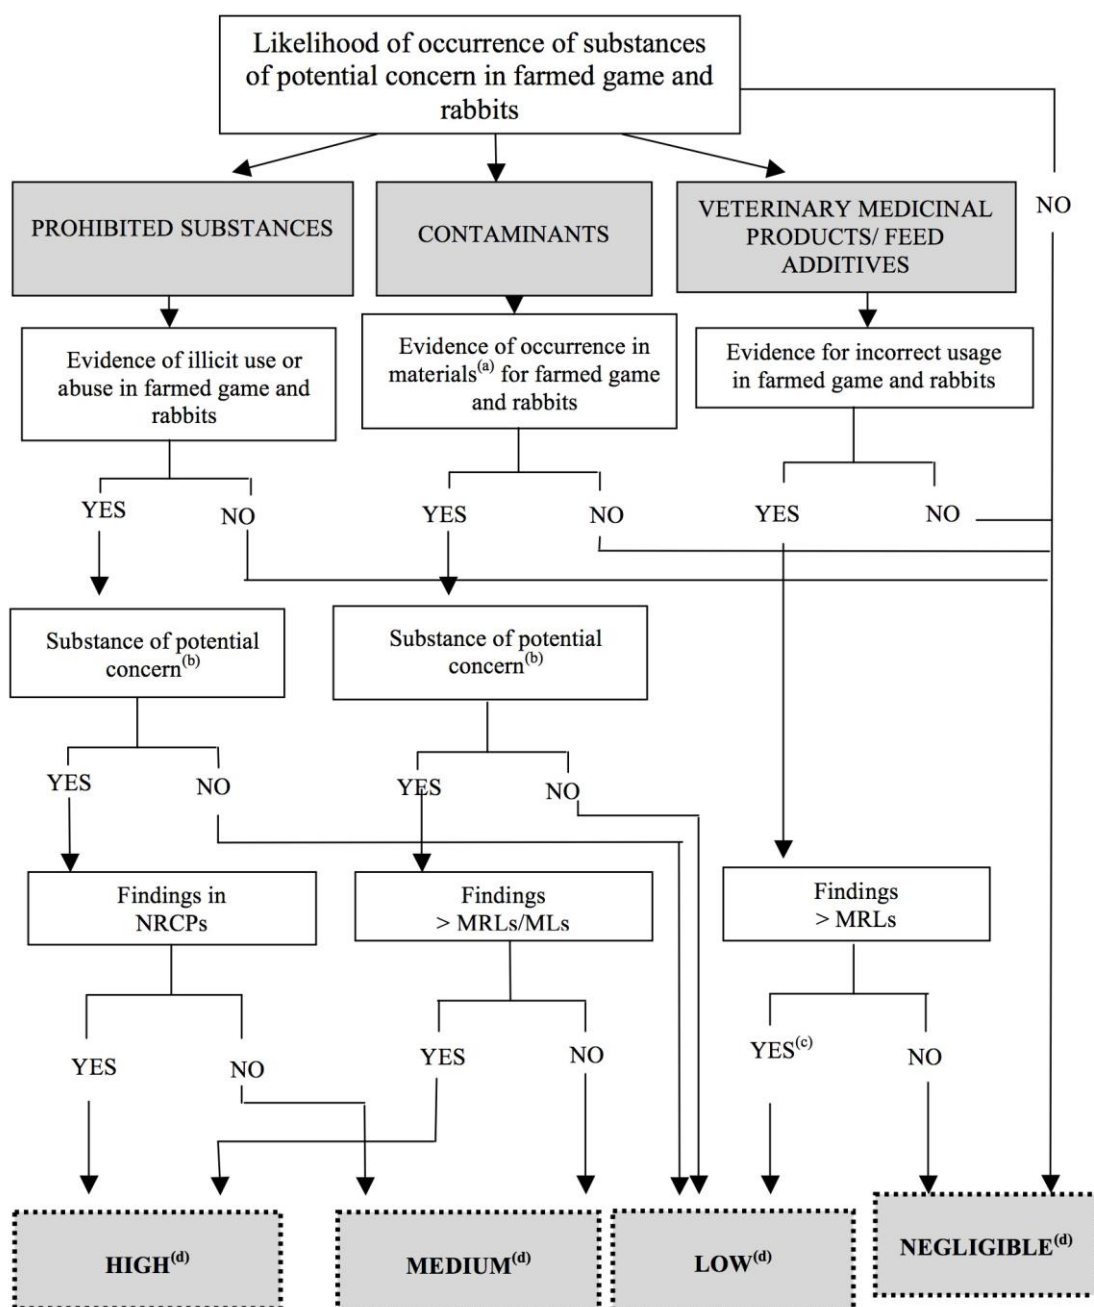 Likelihood of occurrence of substances
of potential concern in farmed game and
rabbits
NO
PROHIBITED SUBSTANCES
CONTAMINANTS
VETERINARY MEDICINAL
PRODUCTS/ FEED
ADDITIVES
Evidence of illicit use or
abuse in farmed game and
rabbits
Evidence of occurrence in
materials(a) for farmed game
and rabbits
Evidence for incorrect usage
in farmed game and rabbits
YES
NO
YES
NO
YES
NO
Substance of potential
concern(b)
Substance of potential
concern(b)
YES
NO
YES
NO
Findings in
NRCPs
Findings
> MRLs/MLs
Findings
> MRLs
YES
NO
YES
NO
YES(c)
NO
HIGH(d)
MEDIUM(d)
LOW(d)
NEGLIGIBLE(d)